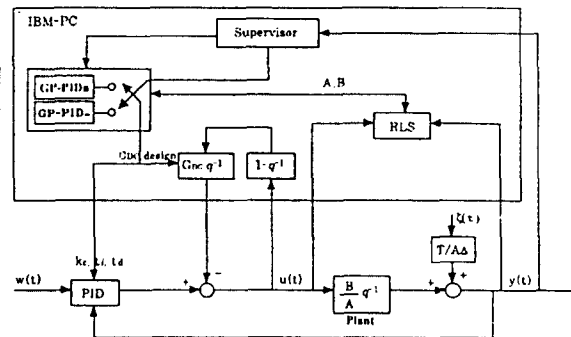 IBM-PC
Supervisor
GP-PIDs
GP-PID
A,B
RLS
design
q⁻¹
1- q⁻¹
ξ(t)
T/AΔ
kc, ti, td
w(t)
PID
+
-
u(t)
B
A
q⁻¹
+
+
y(t)
Plant